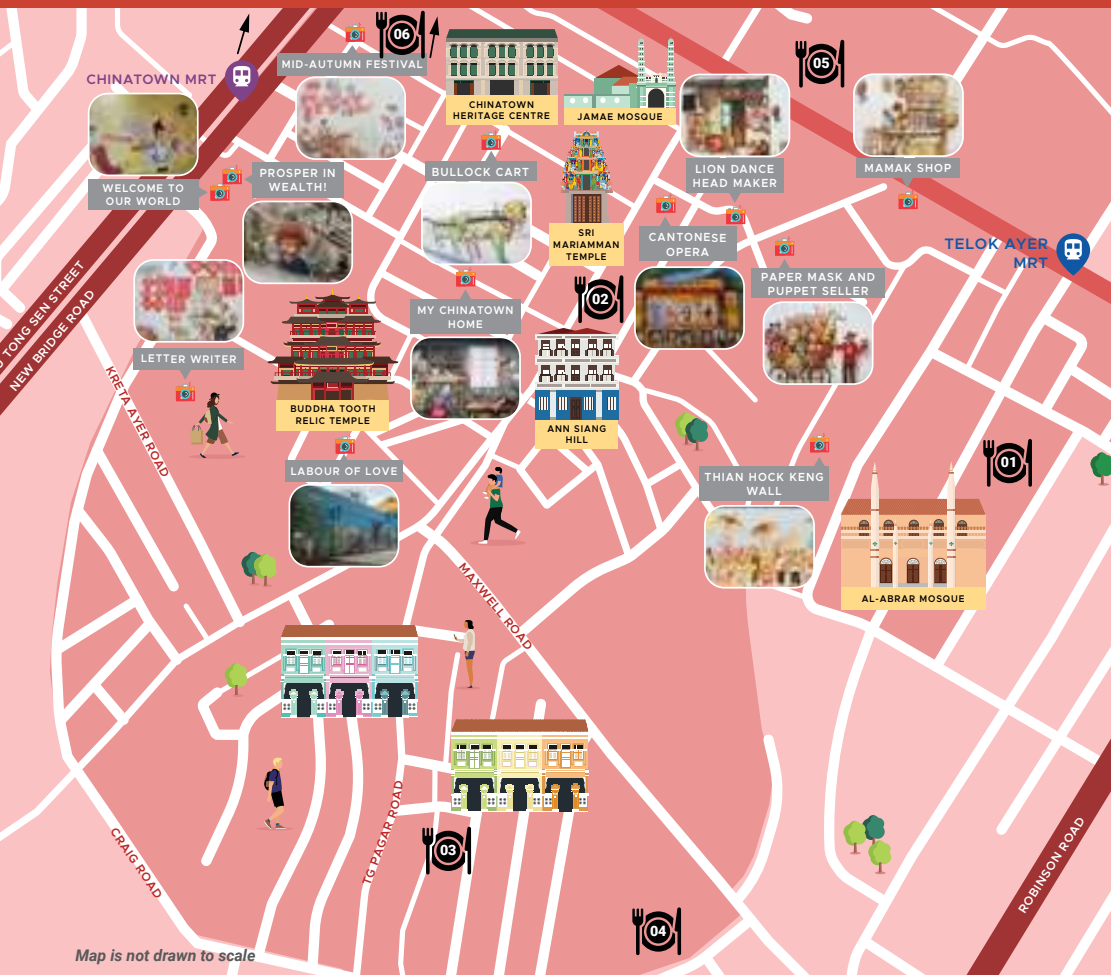 06
MID-AUTUMN FESTIVAL
CHINATOWN MRT
05
CHINATOWN
HERITAGE CENTRE
JAMAE MOSQUE
PROSPER IN
WEALTH!
WELCOME TO
OUR WORLD
BULLOCK CART
LION DANCE
HEAD MAKER
MAMAK SHOP
SRI
MARIAMMAN
TEMPLE
CANTONESE
OPERA
TELOK AYER
MRT
PAPER MASK AND
PUPPET SELLER
02
MY CHINATOWN
HOME
TONG SEN STREET
NEW BRIDGE ROAD
LETTER WRITER
KRETA AYER ROAD
BUDDHA TOOTH
RELIC TEMPLE
ANN SIANG
HILL
LABOUR OF LOVE
THIAN HOCK KENG
WALL
01
AL-ABRAR MOSQUE
MAXWELL ROAD
TG PAGAR ROAD
03
CRAIG ROAD
ROBINSON ROAD
04
Map is not drawn to scale